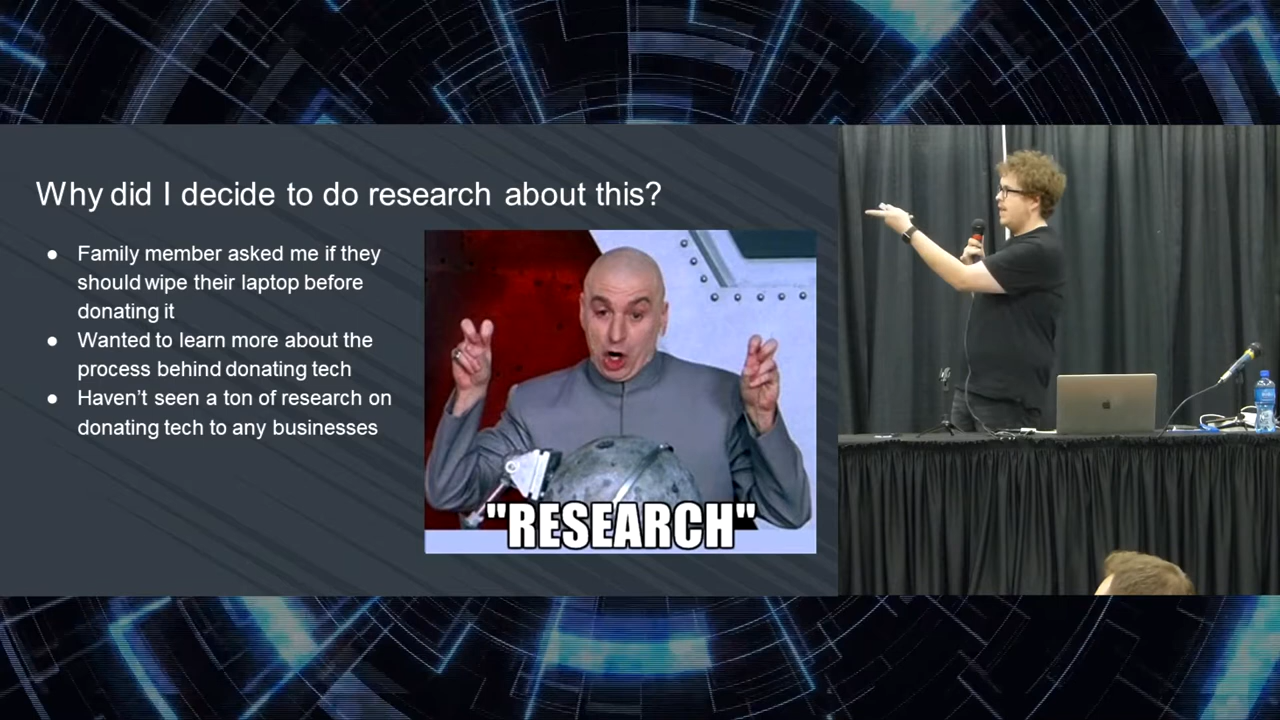 Why did I decide to do research about this?
● Family member asked me if they
should wipe their laptop before
donating it
● Wanted to learn more about the
process behind donating tech
● Haven't seen a ton of research on
donating tech to any businesses
"RESEARCH"